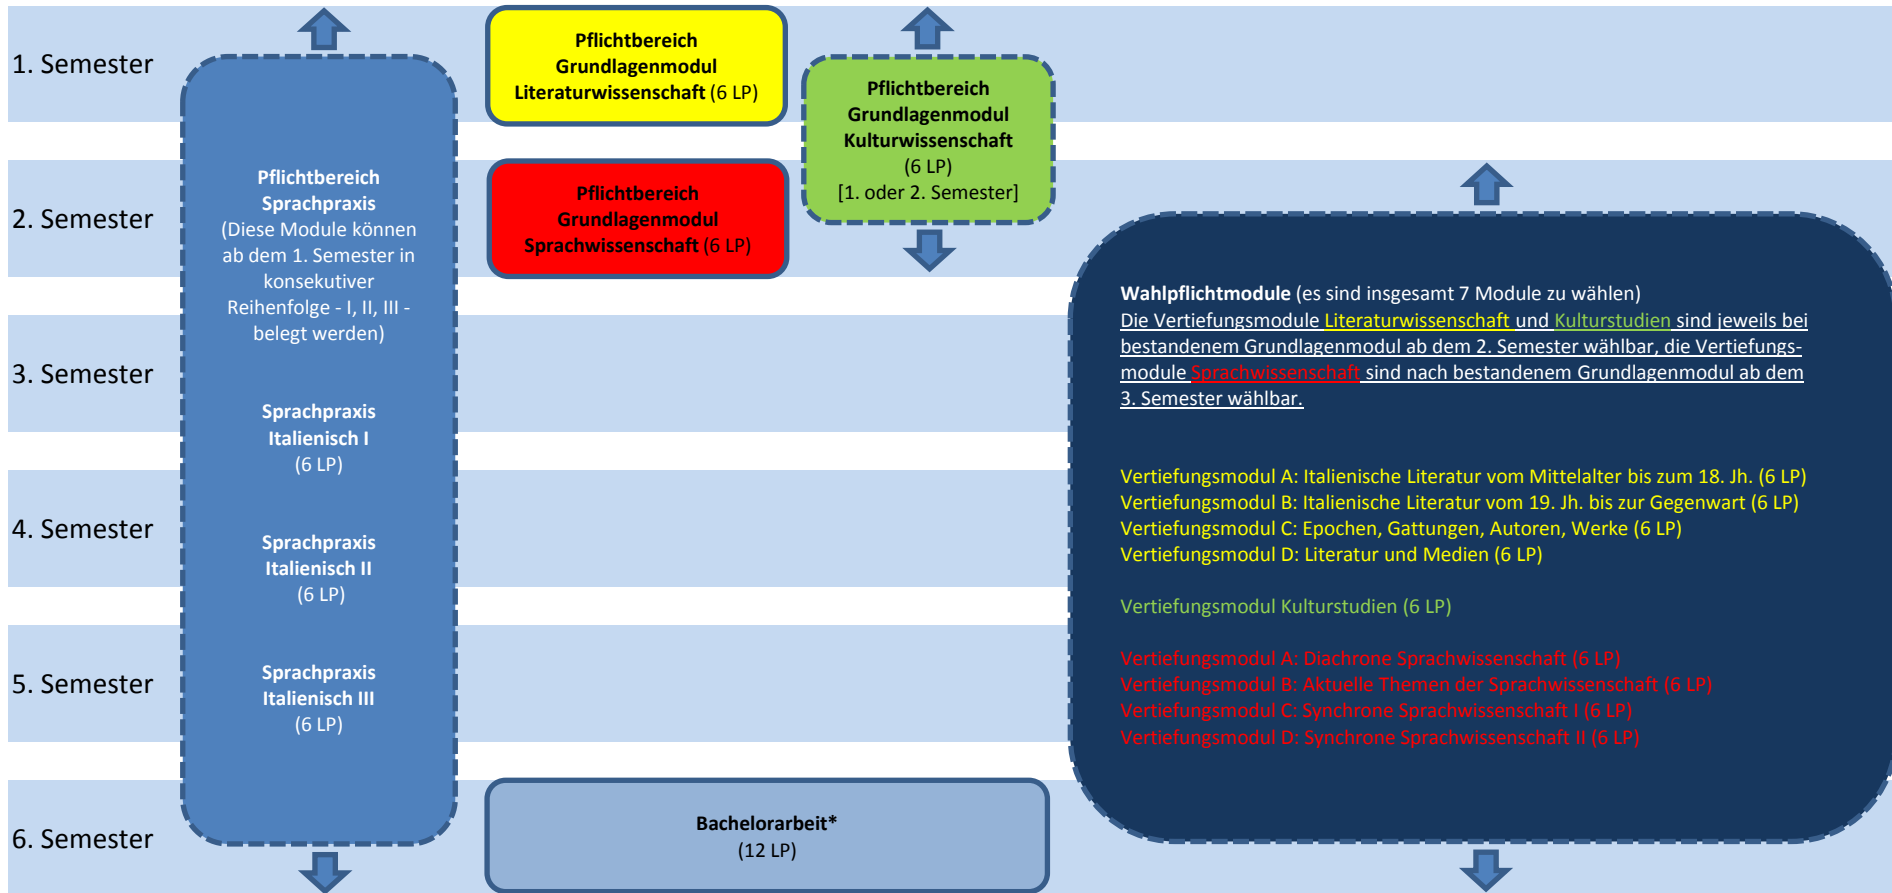 1. Semester
2. Semester
3. Semester
4. Semester
5. Semester
6. Semester
Pflichtbereich
Sprachpraxis
(Diese Module können
ab dem 1. Semester in
konsekutiver
Reihenfolge - I, II, III -
belegt werden)
Sprachpraxis
Italienisch I
(6 LP)
Sprachpraxis
Italienisch II
(6 LP)
Sprachpraxis
Italienisch III
(6 LP)
Pflichtbereich
Grundlagenmodul
Literaturwissenschaft (6 LP)
Pflichtbereich
Grundlagenmodul
Sprachwissenschaft (6 LP)
Pflichtbereich
Grundlagenmodul
Kulturwissenschaft
(6 LP)
[1. oder 2. Semester]
Bachelorarbeit*
(12 LP)
Wahlpflichtmodule (es sind insgesamt 7 Module zu wählen)
Die Vertiefungsmodule Literaturwissenschaft und Kulturstudien sind jeweils bei
bestandenem Grundlagenmodul ab dem 2. Semester wählbar, die Vertiefungs-
module Sprachwissenschaft sind nach bestandenem Grundlagenmodul ab dem
3. Semester wählbar.
Vertiefungsmodul A: Italienische Literatur vom Mittelalter bis zum 18. Jh. (6 LP)
Vertiefungsmodul B: Italienische Literatur vom 19. Jh. bis zur Gegenwart (6 LP)
Vertiefungsmodul C: Epochen, Gattungen, Autoren, Werke (6 LP)
Vertiefungsmodul D: Literatur und Medien (6 LP)
Vertiefungsmodul Kulturstudien (6 LP)
Vertiefungsmodul A: Diachrone Sprachwissenschaft (6 LP)
Vertiefungsmodul B: Aktuelle Themen der Sprachwissenschaft (6 LP)
Vertiefungsmodul C: Synchrone Sprachwissenschaft I (6 LP)
Vertiefungsmodul D: Synchrone Sprachwissenschaft II (6 LP)